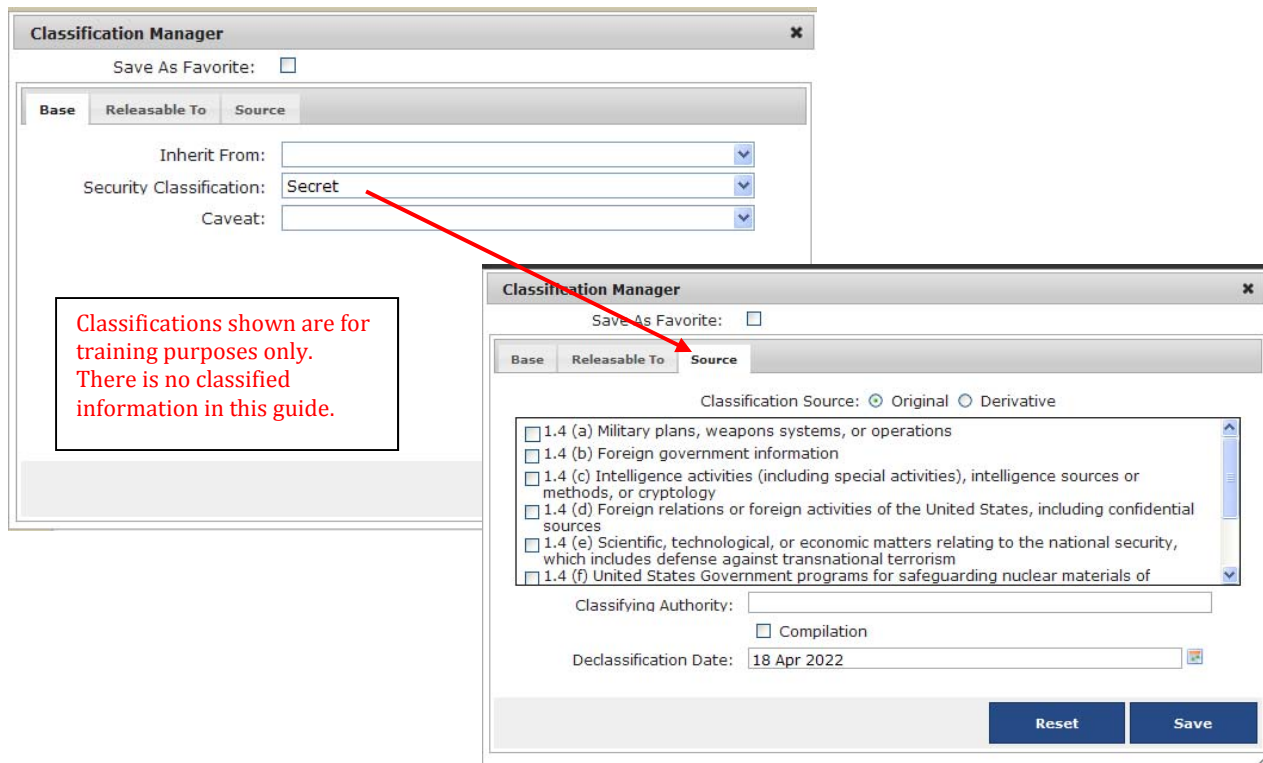 Classification Manager
Save As Favorite:
Base Releasable To Source
Inherit From:
Security Classification: Secret
Caveat:
Classifications shown are for
training purposes only.
There is no classified
information in this guide.
Classification Manager
Save As Favorite:
Base Releasable To Source
Classification Source: Original Derivative
1.4 (a) Military plans, weapons systems, or operations
1.4 (b) Foreign government information
1.4 (c) Intelligence activities (including special activities), intelligence sources or
methods, or cryptology
1.4 (d) Foreign relations or foreign activities of the United States, including confidential
sources
1.4 (e) Scientific, technological, or economic matters relating to the national security,
which includes defense against transnational terrorism
1.4 (f) United States Government programs for safeguarding nuclear materials of
Classifying Authority:
Compilation
Declassification Date: 18 Apr 2022
Reset Save